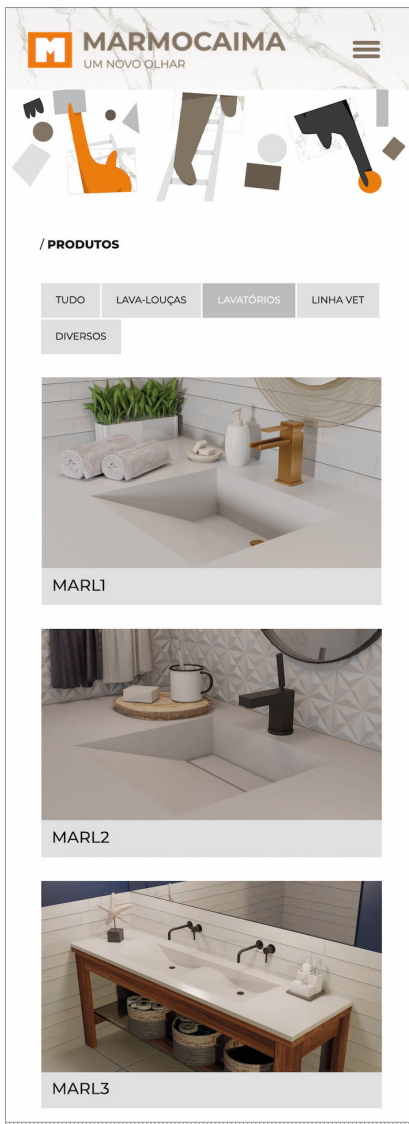 MARMOCAIMA
UM NOVO OLHAR
/ PRODUTOS
TUDO LAVA-LOUÇAS LAVATÓRIOS LINHA VET
DIVERSOS
MARL1
MARL2
MARL3